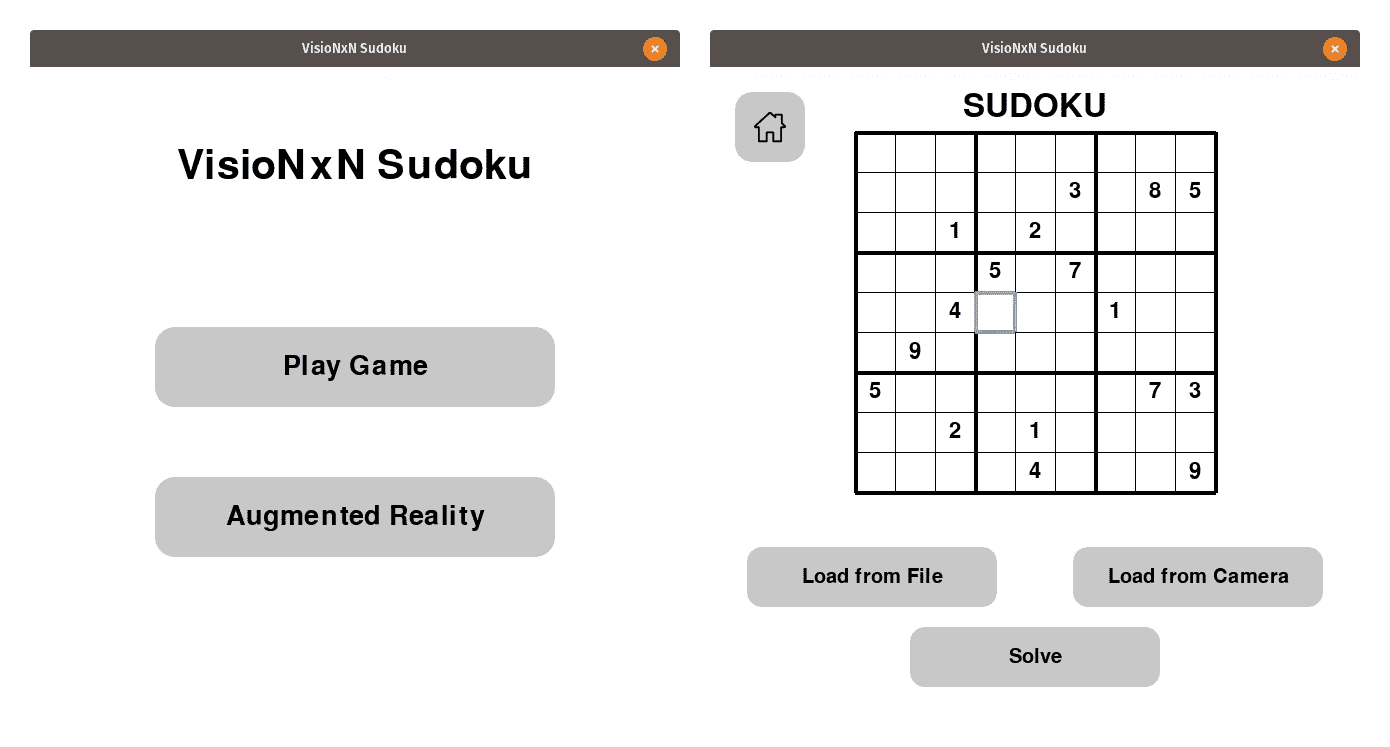 VisioNxN Sudoku
VisioNxN Sudoku
Play Game
Augmented Reality
VisioNxN Sudoku
SUDOKU
3 8 5
1 2
5 7
4 1
9
5 7 3
2 1
4 9
Load from File
Load from Camera
Solve